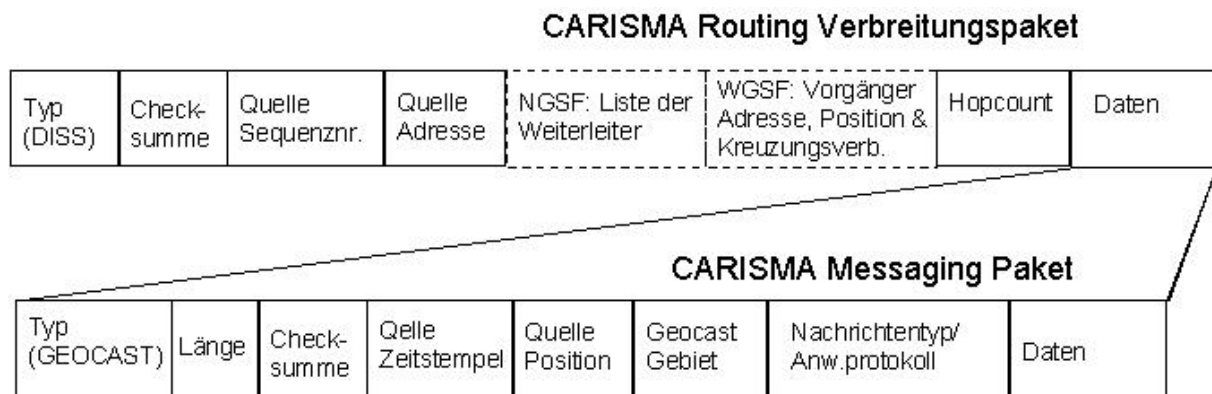 CARISMA Routing Verbreitungspaket
Typ
(DISS)
Check-
summe
Quelle
Sequenznr.
Quelle
Adresse
NGSF: Liste der
Weiterleiter
WGSF: Vorgänger
Adresse, Position &
Kreuzungsverb.
Hopcount
Daten
CARISMA Messaging Paket
Typ
(GEOCAST)
Länge
Check-
summe
Qelle
Zeitstempel
Quelle
Position
Geocast
Gebiet
Nachrichtentyp/
Anw.protokoll
Daten